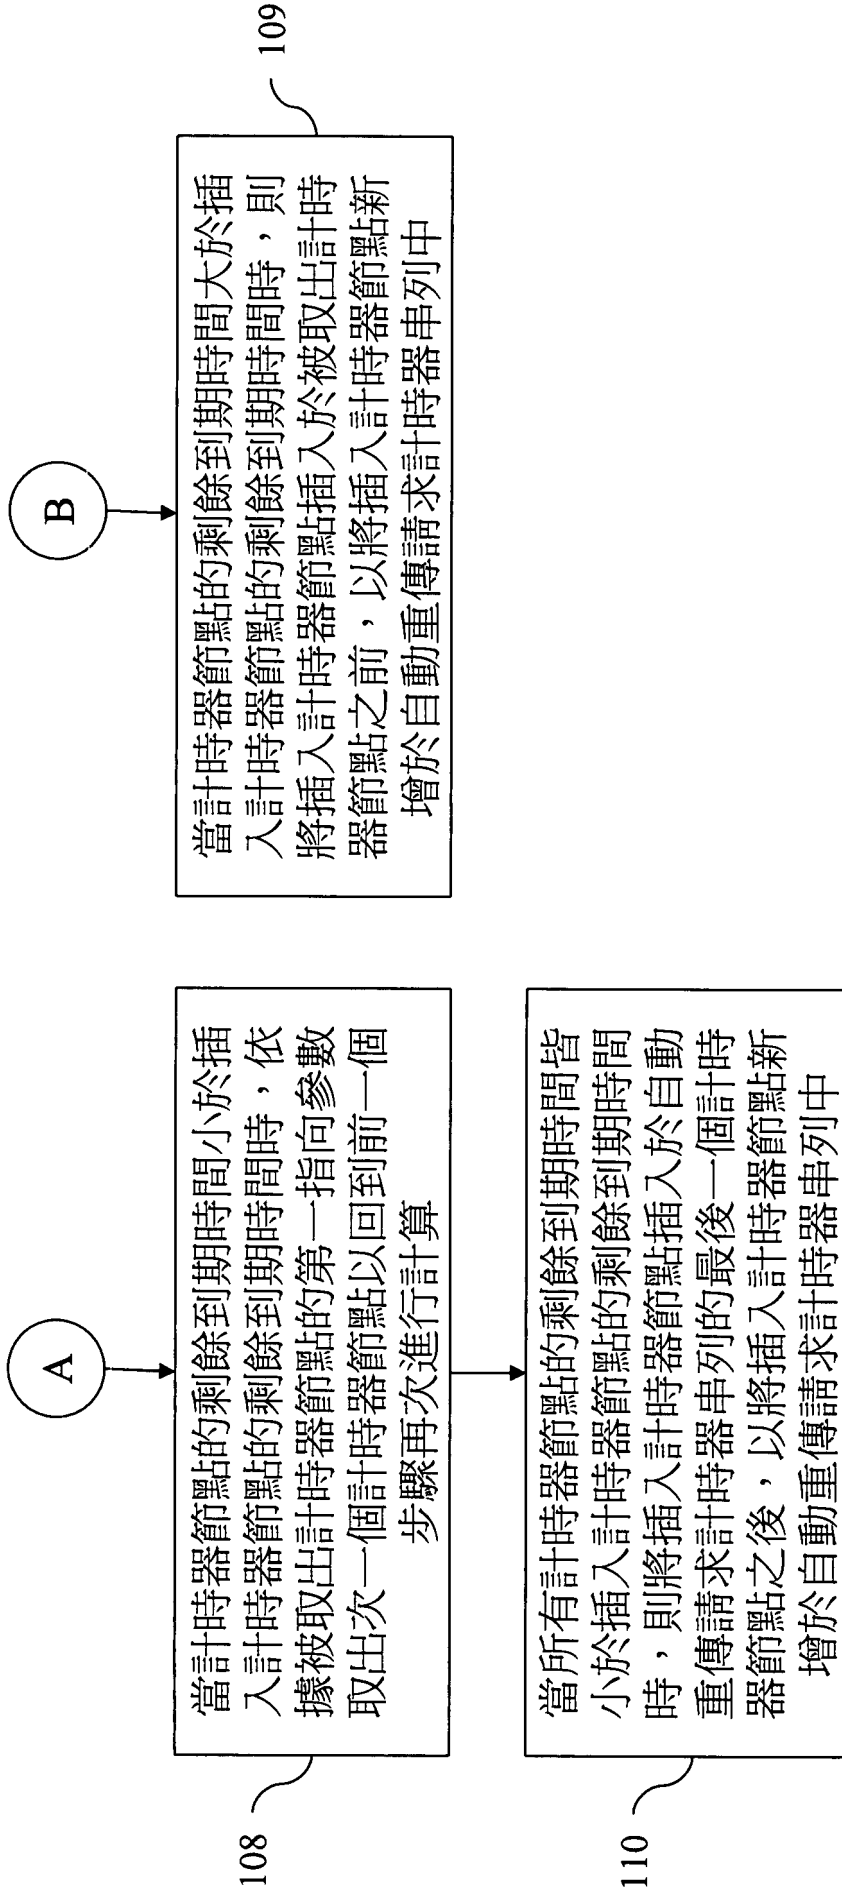 A
108
當計時器節點的剩餘到期時間小於插
入計時器節點的剩餘到期時間時，依
據被取出計時器節點的第一指向參數
取出次一個計時器節點以回到前一個
步驟再次進行計算
110
當所有計時器節點的剩餘到期時間皆
小於插入計時器節點的剩餘到期時間
時，則將插入計時器節點插入於自動
重傳請求計時器串列的最後一個計時
器節點之後，以將插入計時器節點新
增於自動重傳請求計時器串列中
B
109
當計時器節點的剩餘到期時間大於插
入計時器節點的剩餘到期時間時，則
將插入計時器節點插入於被取出計時
器節點之前，以將插入計時器節點新
增於自動重傳請求計時器串列中